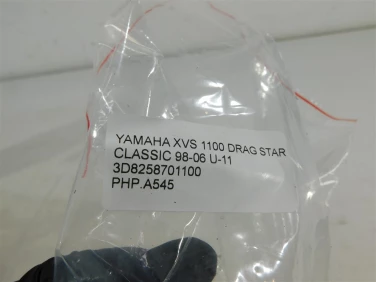 YAMAHA XVS 1100 DRAG STAR
CLASSIC 98-06 U-11
3D8258701100
PHP.A545